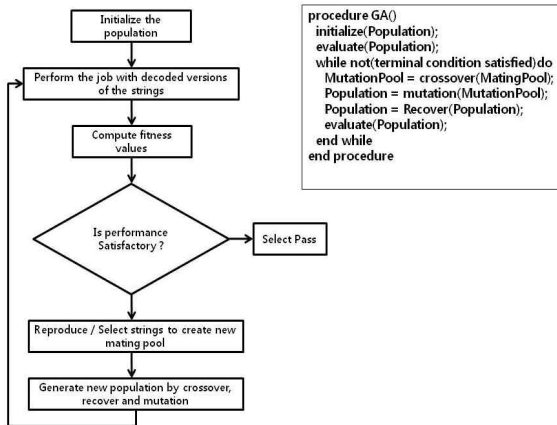 Initialize the
population
Perform the job with decoded versions
of the strings
Compute fitness
values
Is performance
Satisfactory ?
Select Pass
Reproduce / Select strings to create new
mating pool
Generate new population by crossover,
recover and mutation
procedure GA()
initialize(Population);
evaluate(Population);
while not(terminal condition satisfied)do
MutationPool = crossover(MatingPool);
Population = mutation(MutationPool);
Population = Recover(Population);
evaluate(Population);
end while
end procedure